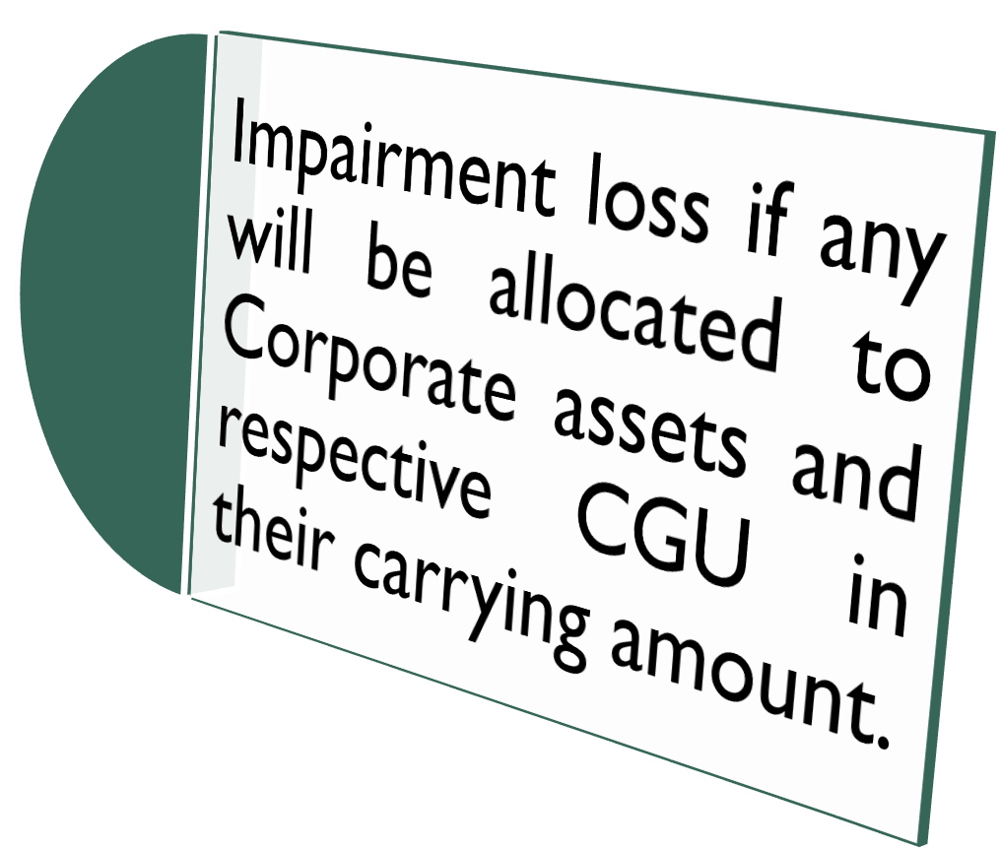 Impairment loss if any
will be allocated to
Corporate assets and
respective CGU in
their carrying amount.